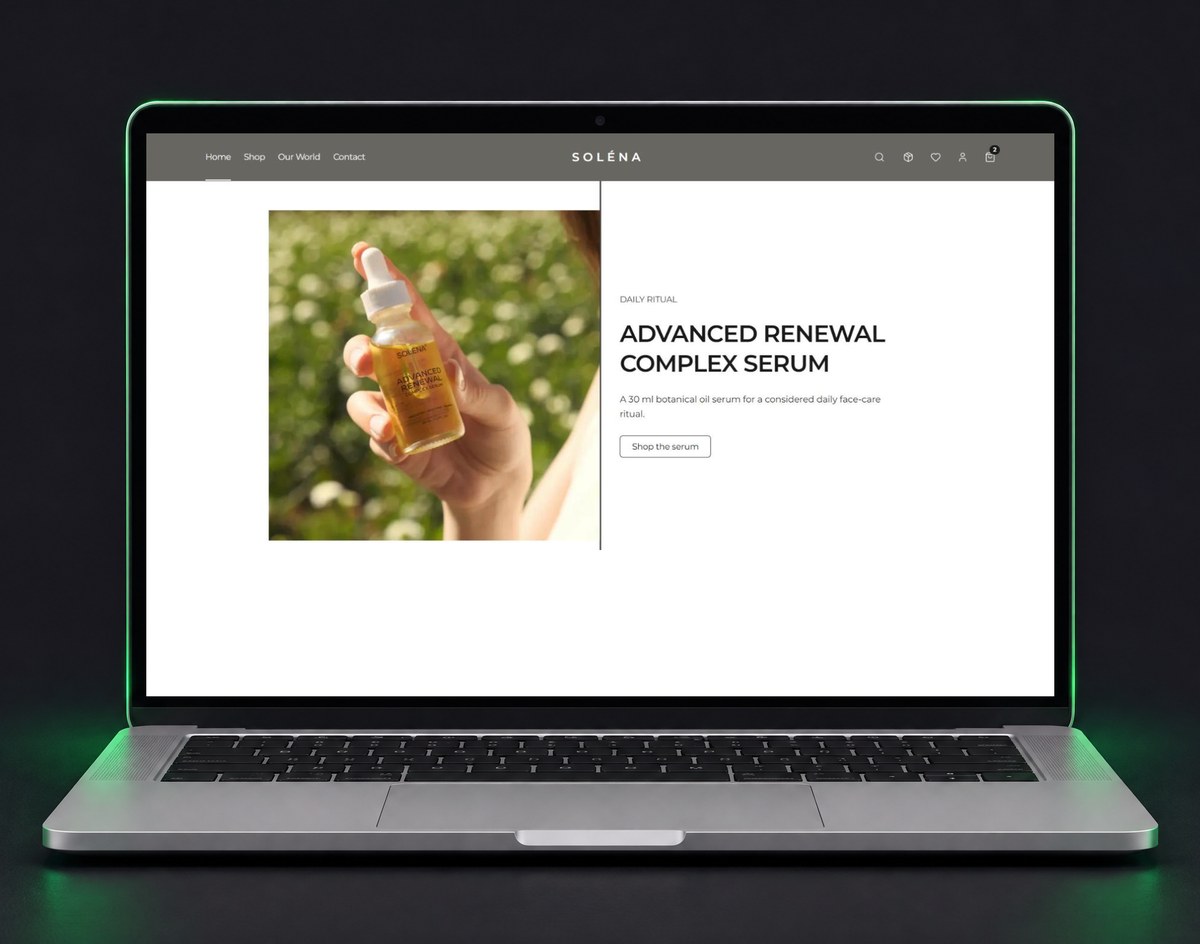 Home Shop Our World Contact
SOLÉNA
2
SOLÉNA
ADVANCED
RENEWAL
DAILY RITUAL
ADVANCED RENEWAL
COMPLEX SERUM
A 30 ml botanical oil serum for a considered daily face-care
ritual.
Shop the serum